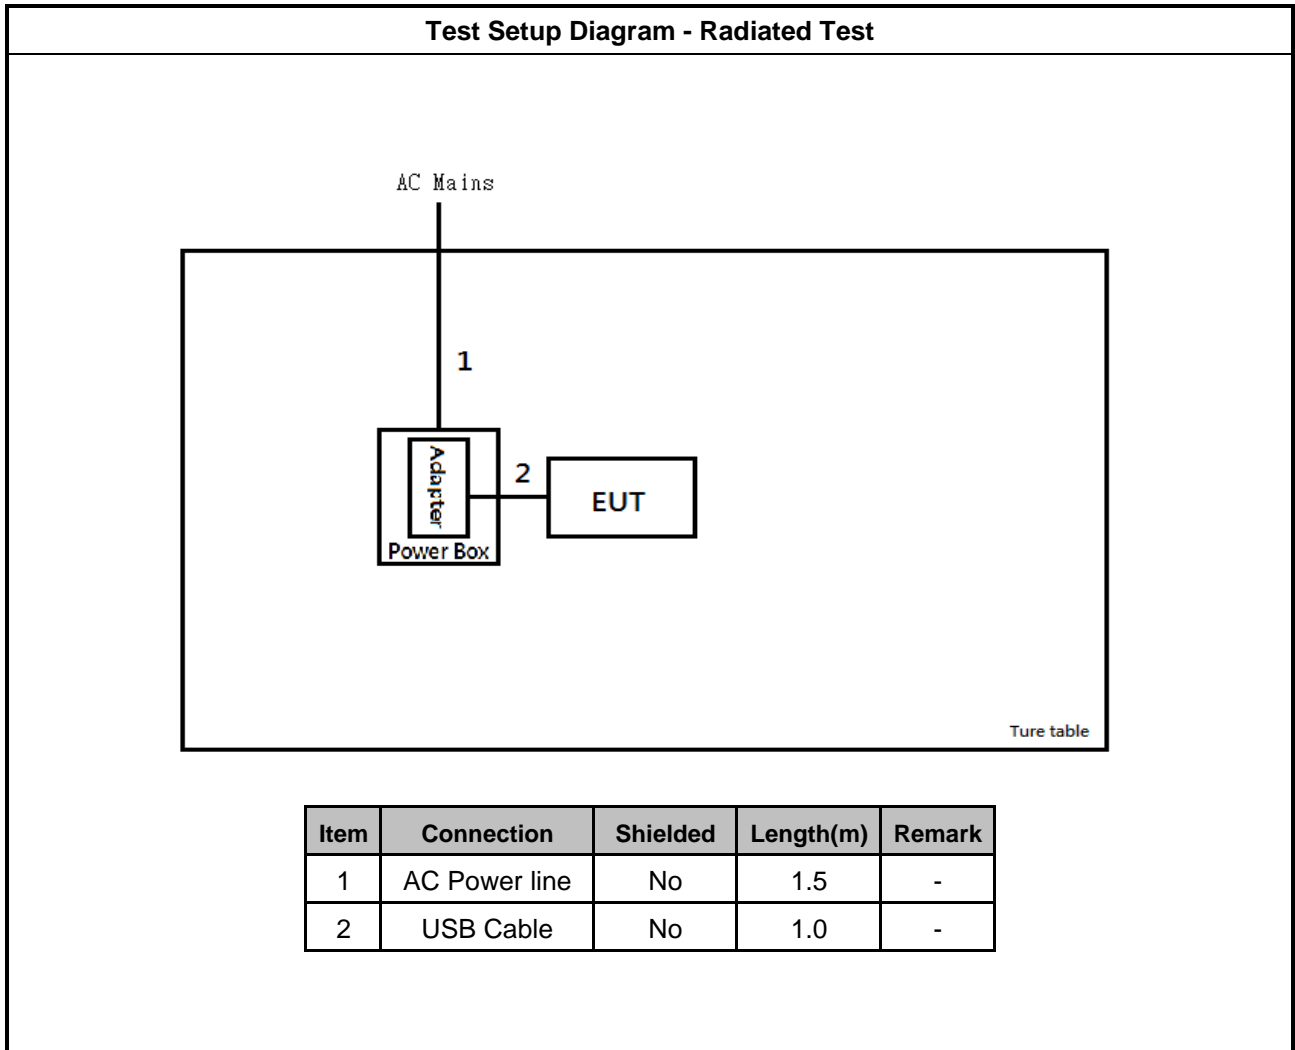 Test Setup Diagram - Radiated Test
AC Mains
1
Adapter
2
EUT
Power Box
Ture table
Item Connection Shielded Length(m) Remark
1 AC Power line No 1.5 -
2 USB Cable No 1.0 -